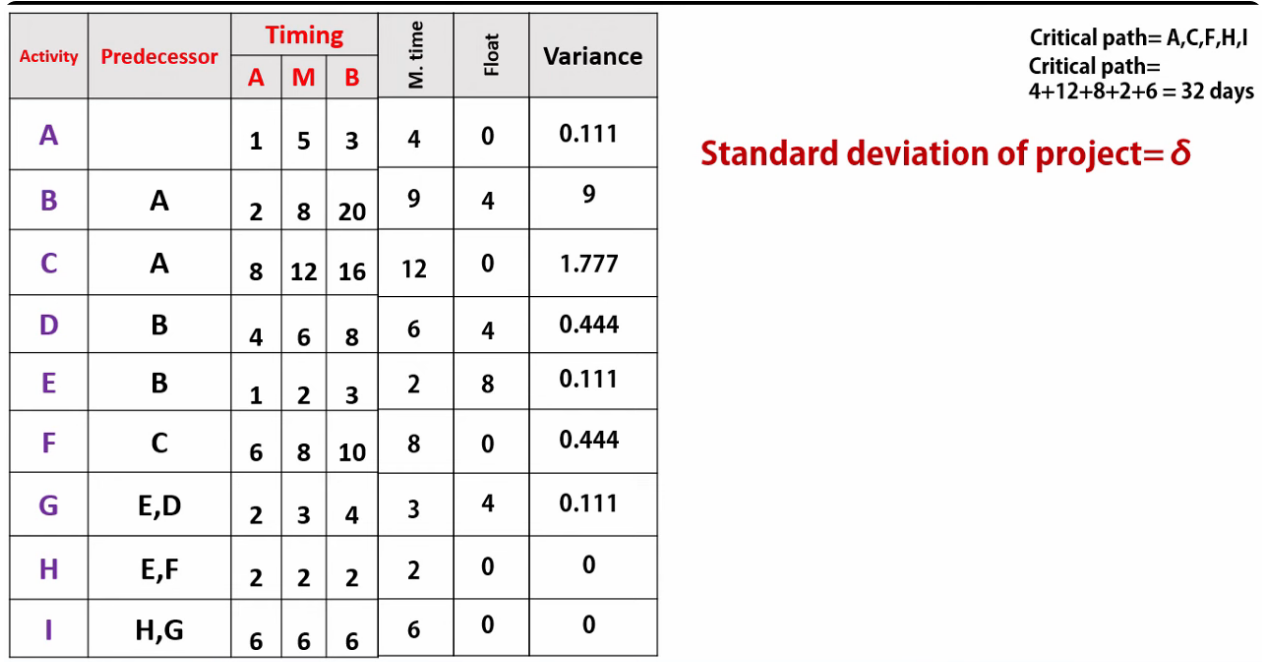 Activity Predecessor Timing M. time Float Variance
A M B
A 1 5 3 4 0 0.111
B A 2 8 20 9 4 9
C A 8 12 16 12 0 1.777
D B 4 6 8 6 4 0.444
E B 1 2 3 2 8 0.111
F C 6 8 10 8 0 0.444
G E,D 2 3 4 3 4 0.111
H E,F 2 2 2 2 0 0
I H,G 6 6 6 6 0 0
Critical path= A,C,F,H,I
Critical path=
4+12+8+2+6 = 32 days
Standard deviation of project= δ